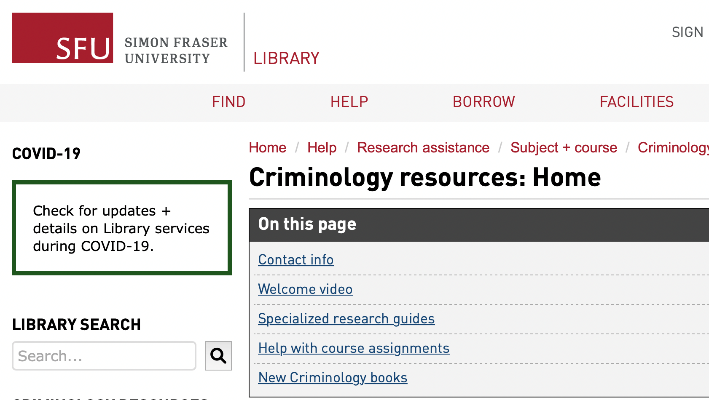 SFU SIMON FRASER UNIVERSITY LIBRARY
SIGN
FIND HELP BORROW FACILITIES
COVID-19
Check for updates +
details on Library services
during COVID-19.
LIBRARY SEARCH
Search...
Home / Help / Research assistance / Subject + course / Criminology
Criminology resources: Home
On this page
Contact info
Welcome video
Specialized research guides
Help with course assignments
New Criminology books